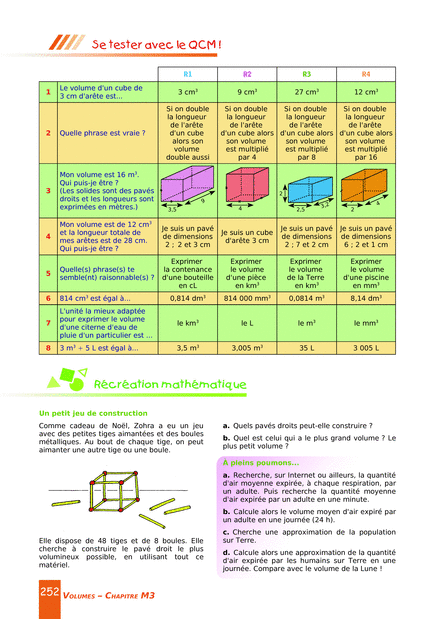 Se tester avec le QCM !
R1 R2 R3 R4
1 Le volume d'un cube de 3 cm d'arête est... 3 cm³ 9 cm³ 27 cm³ 12 cm³
2 Quelle phrase est vraie ? Si on double la longueur de l'arête d'un cube alors son volume double aussi Si on double la longueur de l'arête d'un cube alors son volume est multiplié par 4 Si on double la longueur de l'arête d'un cube alors son volume est multiplié par 8 Si on double la longueur de l'arête d'un cube alors son volume est multiplié par 16
3 Mon volume est 16 m³. Qui puis-je être ? (Les solides sont des pavés droits et les longueurs sont exprimées en mètres.) 3,5 9 4 2 2,5 3,2 2 4
4 Mon volume est de 12 cm³ et la longueur totale de mes arêtes est de 28 cm. Qui puis-je être ? Je suis un pavé de dimensions 2 ; 2 et 3 cm Je suis un cube d'arête 3 cm Je suis un pavé de dimensions 2 ; 7 et 2 cm Je suis un pavé de dimensions 6 ; 2 et 1 cm
5 Quelle(s) phrase(s) te semble(nt) raisonnable(s) ? Exprimer la contenance d'une bouteille en cL Exprimer le volume d'une pièce en km³ Exprimer le volume de la Terre en km³ Exprimer le volume d'une piscine en mm³
6 814 cm³ est égal à... 0,814 dm³ 814 000 mm³ 0,0814 m³ 8,14 dm³
7 L'unité la mieux adaptée pour exprimer le volume d'une citerne d'eau de pluie d'un particulier est ... le km³ le L le m³ le mm³
8 3 m³ + 5 L est égal à... 3,5 m³ 3,005 m³ 35 L 3 005 L
Récréation mathématique
Un petit jeu de construction
Comme cadeau de Noël, Zohra a eu un jeu
avec des petites tiges aimantées et des boules
métalliques. Au bout de chaque tige, on peut
aimanter une autre tige ou une boule.
Elle dispose de 48 tiges et de 8 boules. Elle
cherche à construire le pavé droit le plus
volumineux possible, en utilisant tout ce
matériel.
a. Quels pavés droits peut-elle construire ?
b. Quel est celui qui a le plus grand volume ? Le
plus petit volume ?
À pleins poumons...
a. Recherche, sur Internet ou ailleurs, la quantité
d'air moyenne expirée, à chaque respiration, par
un adulte. Puis recherche la quantité moyenne
d'air expirée par un adulte en une minute.
b. Calcule alors le volume moyen d'air expiré par
un adulte en une journée (24 h).
c. Cherche une approximation de la population
sur Terre.
d. Calcule alors une approximation de la quantité
d'air expirée par les humains sur Terre en une
journée. Compare avec le volume de la Lune !
252 VOLUMES – CHAPITRE M3